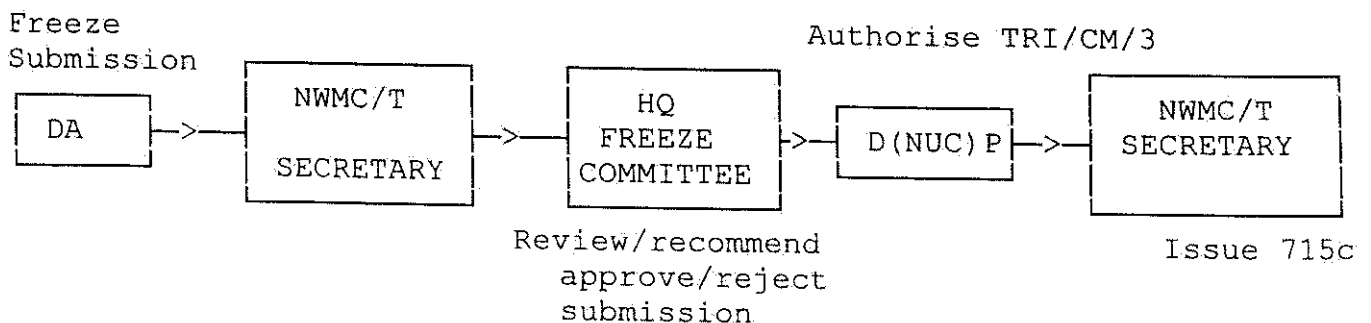 Freeze
Submission
Authorise TRI/CM/3
DA
NWMC/T
SECRETARY
HQ
FREEZE
COMMITTEE
D(NUC)P
NWMC/T
SECRETARY
Review/recommend
approve/reject
submission
Issue 715c